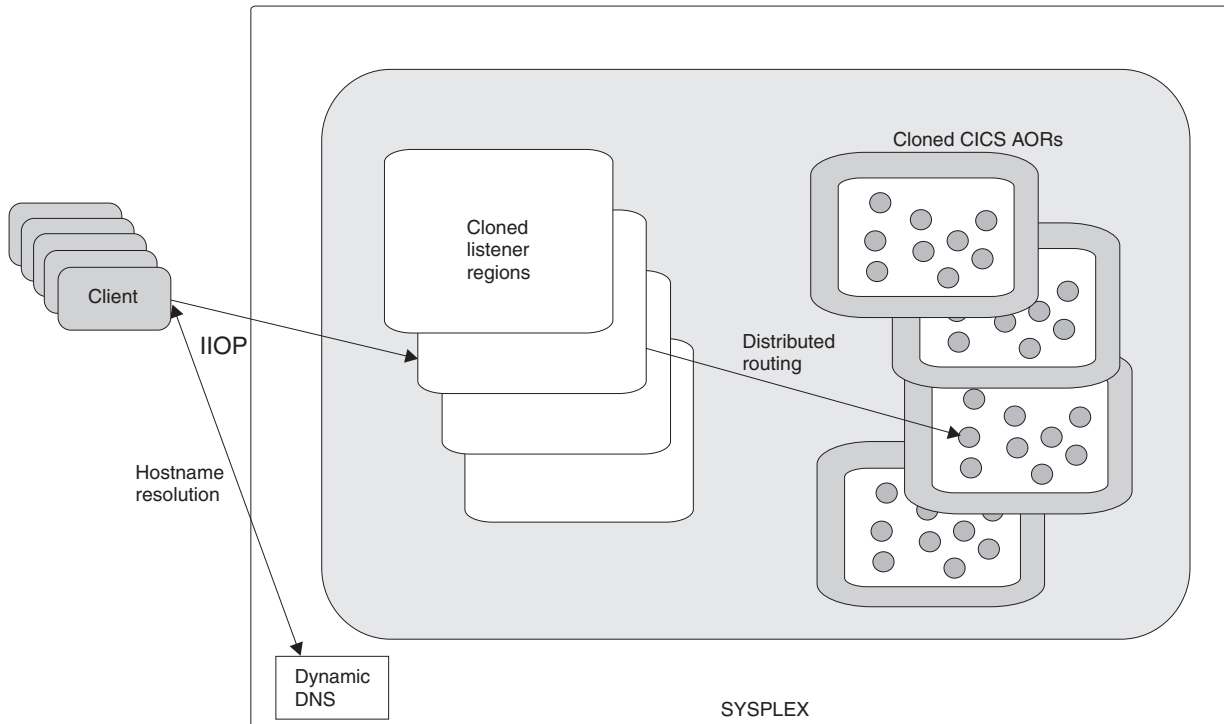 Cloned CICS AORs
Cloned
listener
regions
Client
IIOP
Distributed
routing
Hostname
resolution
Dynamic
DNS
SYSPLEX